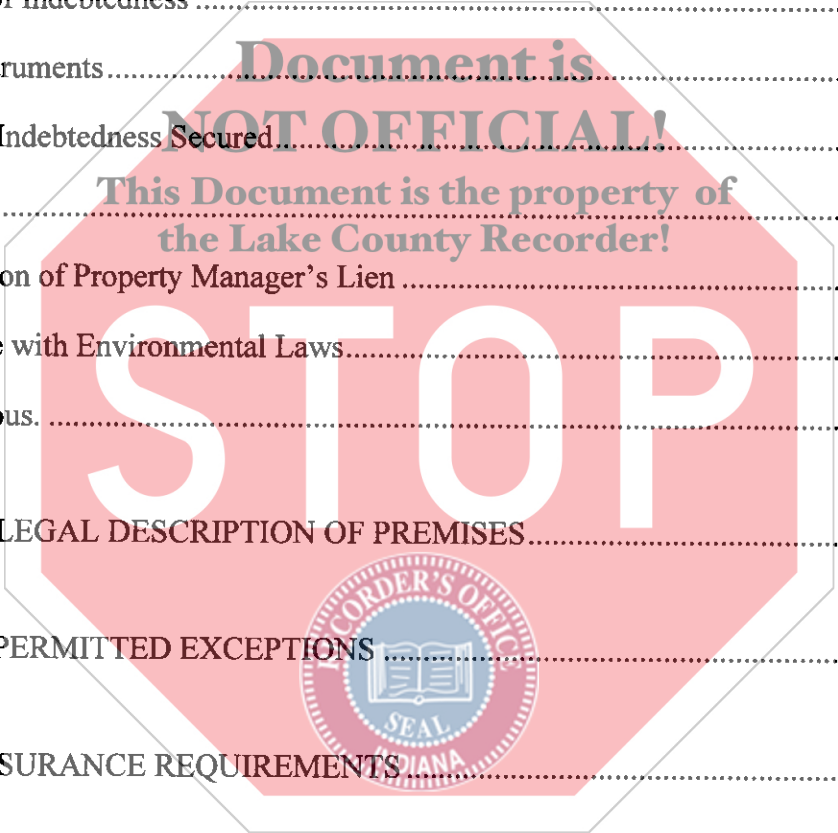 of Indebtedness
ruments
Document is
Indebtedness Secured
NOT OFFICIAL!
This Document is the property of
the Lake County Recorder!
on of Property Manager's Lien
e with Environmental Laws
ous.
STOP
LEGAL DESCRIPTION OF PREMISES
RECORDER'S OFFICE
PERMITTED EXCEPTIONS
SEAL
INDIANA
SURANCE REQUIREMENTS